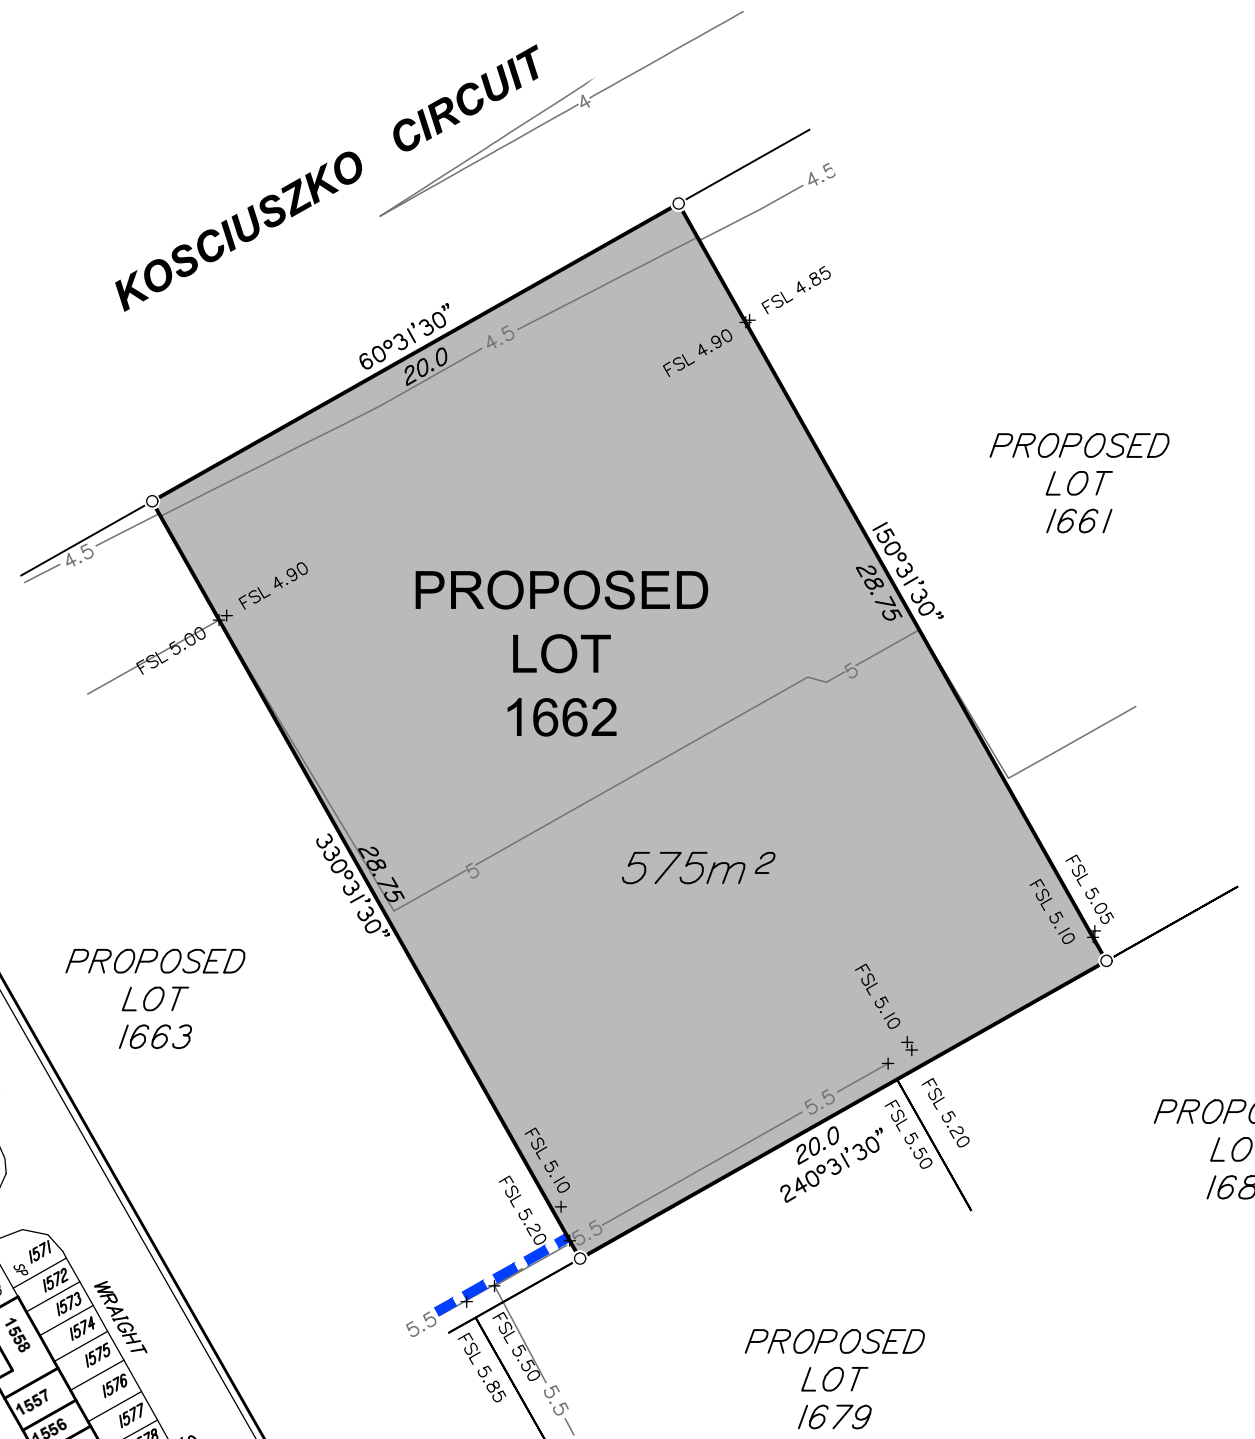 KOSCIUSZKO CIRCUIT
4
4.5
60°31'30"
20.0
4.5
FSL 4.85
FSL 4.90
4.5
FSL 4.90
FSL 5.00
PROPOSED
LOT
1661
150°31'30"
28.75
PROPOSED
LOT
1662
5
5
575m²
28.75
330°31'30"
FSL 5.05
FSL 5.10
PROPOSED
LOT
1663
FSL 5.10
FSL 5.20
FSL 5.50
5.5
20.0
240°31'30"
FSL 5.10
FSL 5.20
5.5
5.5
FSL 5.50
FSL 5.85
5.5
PROPO
LO
168
PROPOSED
LOT
1679
SP
1571
1572
1573
1574
1575
1576
1577
WRAIGHT
1558
1557
1556